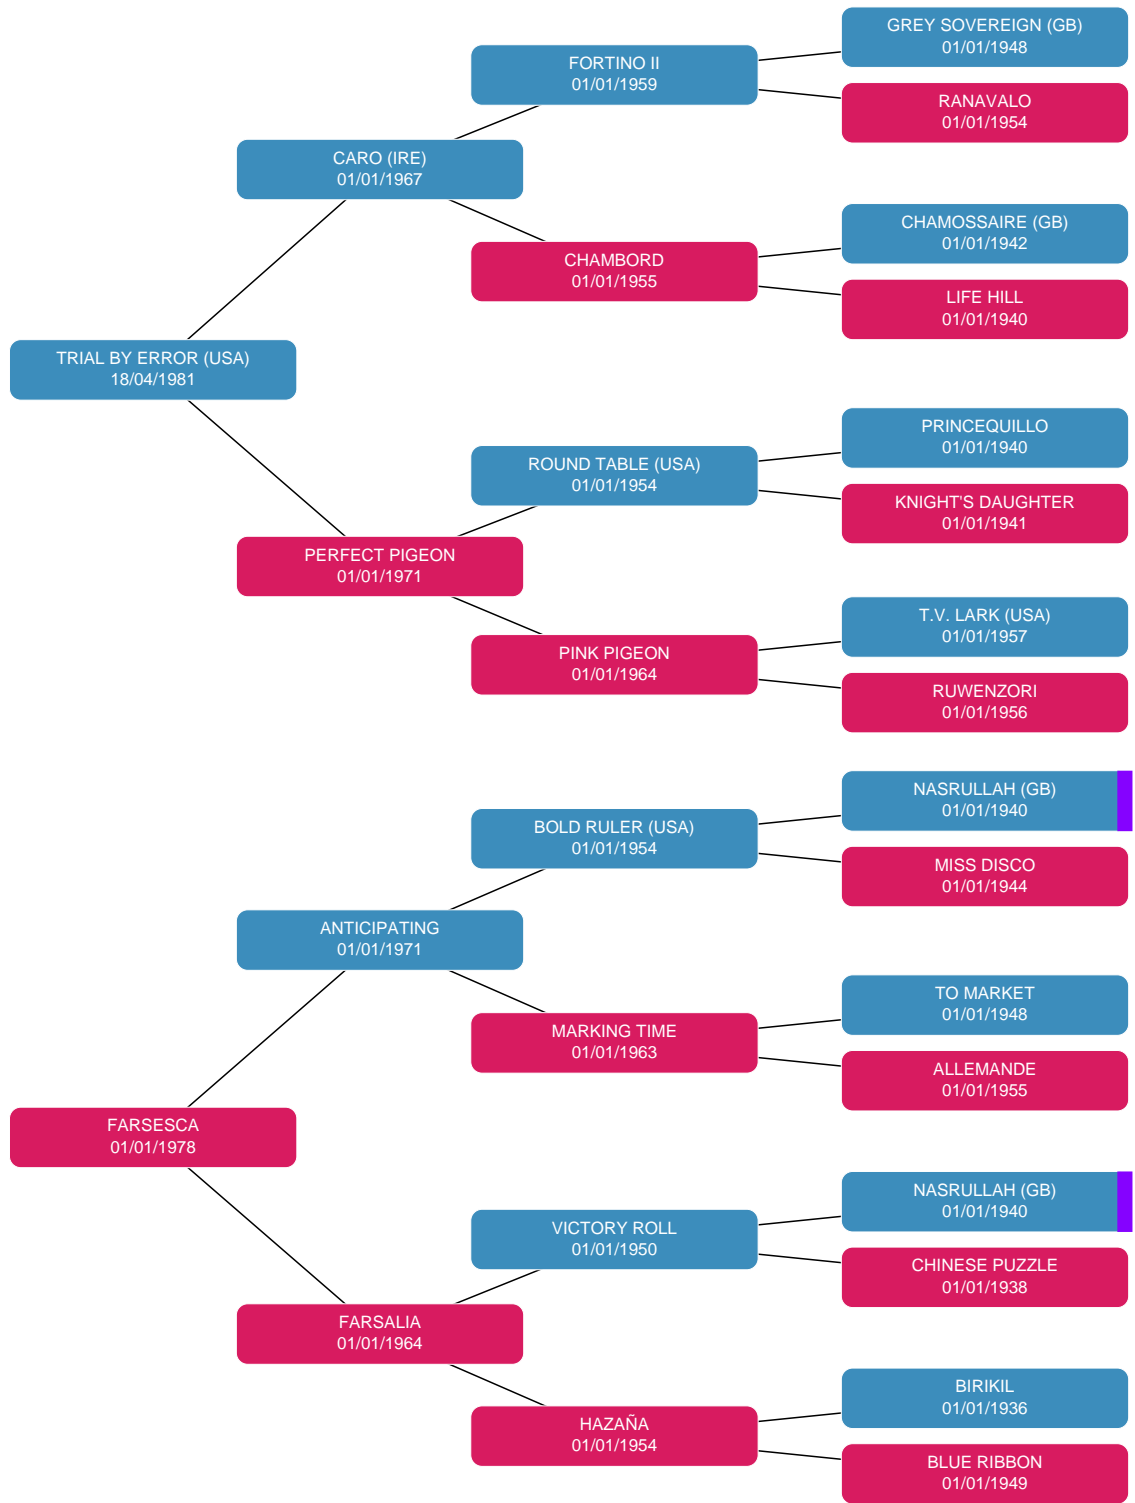 GREY SOVEREIGN (GB)
01/01/1948
FORTINO II
01/01/1959
RANAVALO
01/01/1954
CARO (IRE)
01/01/1967
CHAMOSSAIRE (GB)
01/01/1942
CHAMBORD
01/01/1955
LIFE HILL
01/01/1940
TRIAL BY ERROR (USA)
18/04/1981
PRINCEQUILLO
01/01/1940
ROUND TABLE (USA)
01/01/1954
KNIGHT'S DAUGHTER
01/01/1941
PERFECT PIGEON
01/01/1971
T.V. LARK (USA)
01/01/1957
PINK PIGEON
01/01/1964
RUWENZORI
01/01/1956
NASRULLAH (GB)
01/01/1940
BOLD RULER (USA)
01/01/1954
MISS DISCO
01/01/1944
ANTICIPATING
01/01/1971
TO MARKET
01/01/1948
MARKING TIME
01/01/1963
ALLEMANDE
01/01/1955
FARSESCA
01/01/1978
NASRULLAH (GB)
01/01/1940
VICTORY ROLL
01/01/1950
CHINESE PUZZLE
01/01/1938
FARSALIA
01/01/1964
BIRIKIL
01/01/1936
HAZAÑA
01/01/1954
BLUE RIBBON
01/01/1949